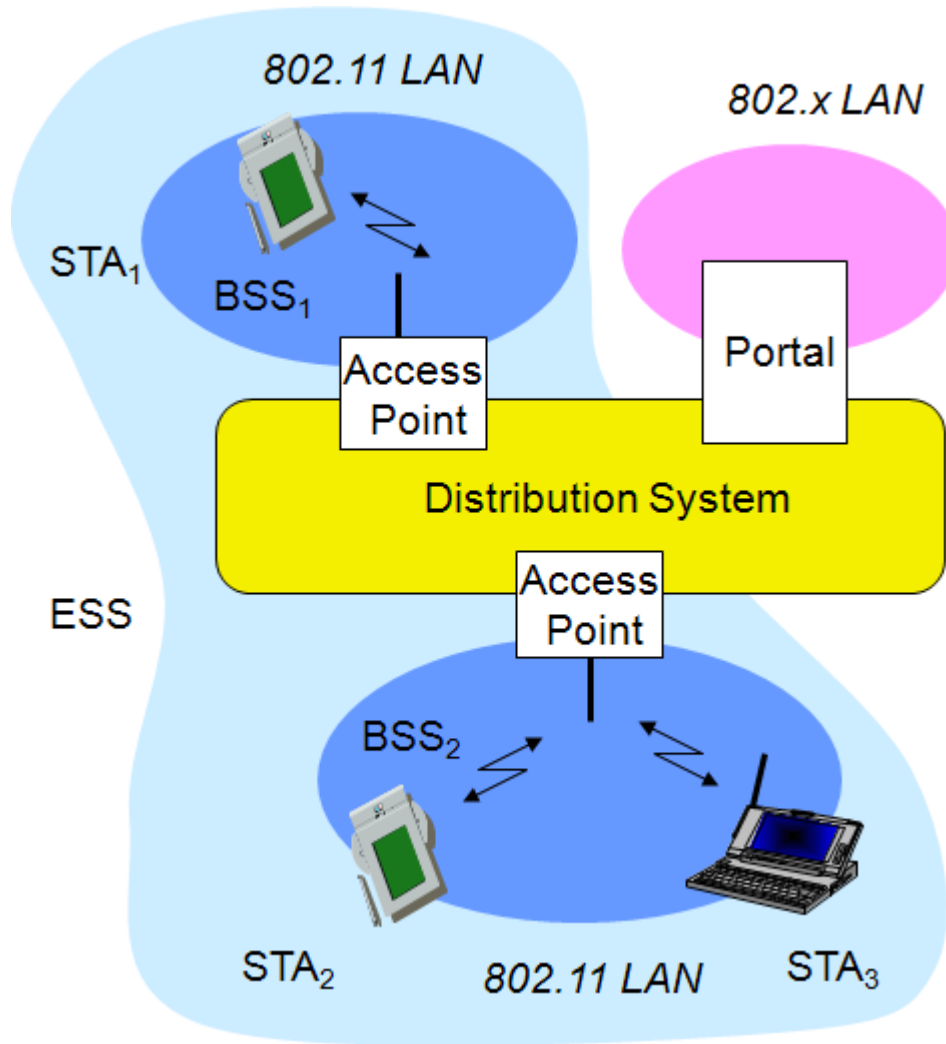 802.11 LAN
802.x LAN
STA₁
BSS₁
Access
Point
Portal
Distribution System
Access
Point
ESS
BSS₂
STA₂
802.11 LAN
STA₃